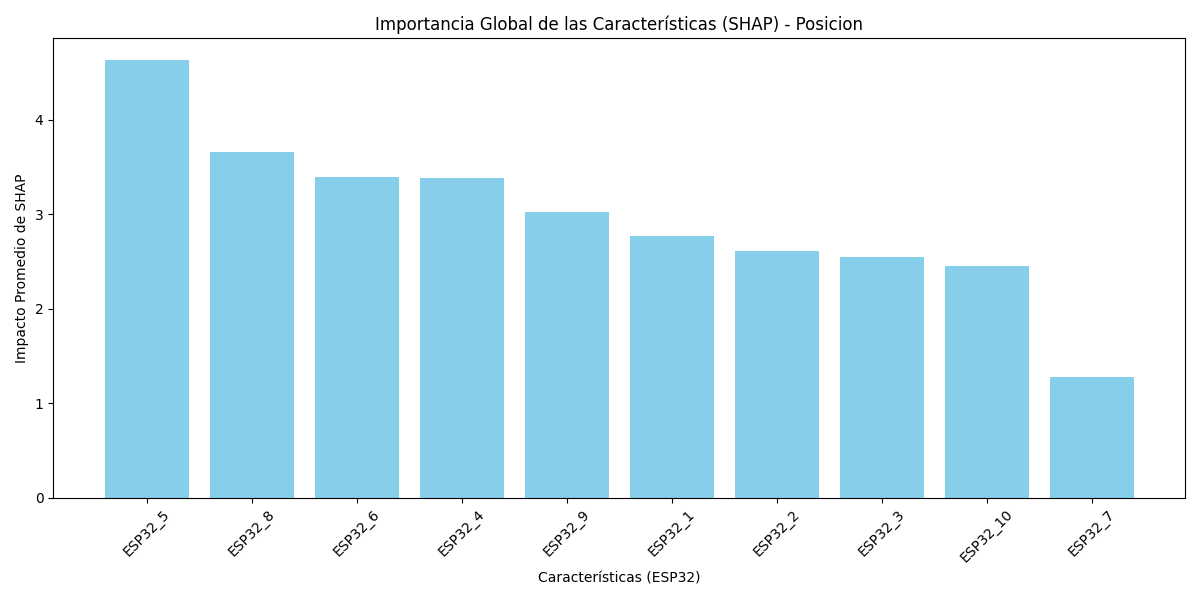 Importancia Global de las Características (SHAP) - Posicion
Impacto Promedio de SHAP
4
3
2
1
0
ESP32_5
ESP32_8
ESP32_6
ESP32_4
ESP32_9
ESP32_1
ESP32_2
ESP32_3
ESP32_10
ESP32_7
Características (ESP32)